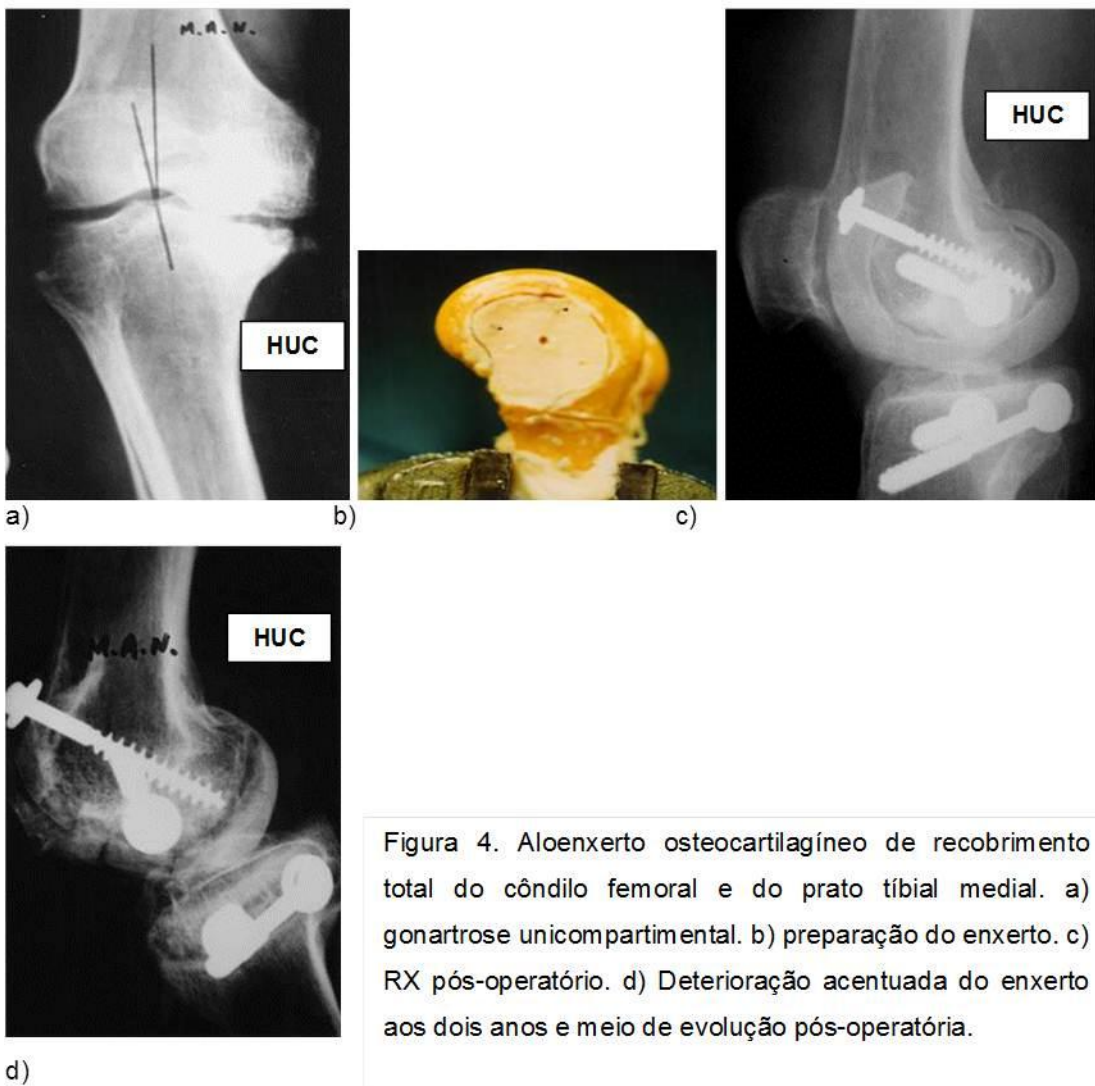 M.A.N.
HUC
HUC
a)
b)
c)
M.A.N.
HUC
Figura 4. Aloenxerto osteocartilagíneo de recobrimento
total do côndilo femoral e do prato tíbial medial. a)
gonartrose unicompartimental. b) preparação do enxerto. c)
RX pós-operatório. d) Deterioração acentuada do enxerto
aos dois anos e meio de evolução pós-operatória.
d)